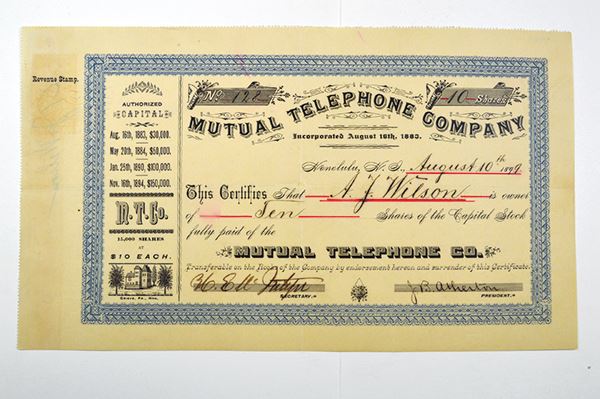 Revenue Stamp.
AUTHORIZED
CAPITAL
Aug. 16th, 1883, $30,000.
May 20th, 1884, $50,000.
Jan. 25th, 1890, $100,000.
Nov. 16th, 1894, $150,000.
M.T.Co.
15,000 SHARES
AT
$10 EACH.
No. 128
10 Shares
MUTUAL TELEPHONE COMPANY
Incorporated August 16th, 1883.
Honolulu, H. I., August 10th 1899
This Certifies That A. J. Wilson is owner
of Ten Shares of the Capital Stock
fully paid of the
MUTUAL TELEPHONE CO.
Transferable on the Books of the Company by endorsement hereon and surrender of this Certificate.
J B Atherton
SECRETARY.
PRESIDENT.